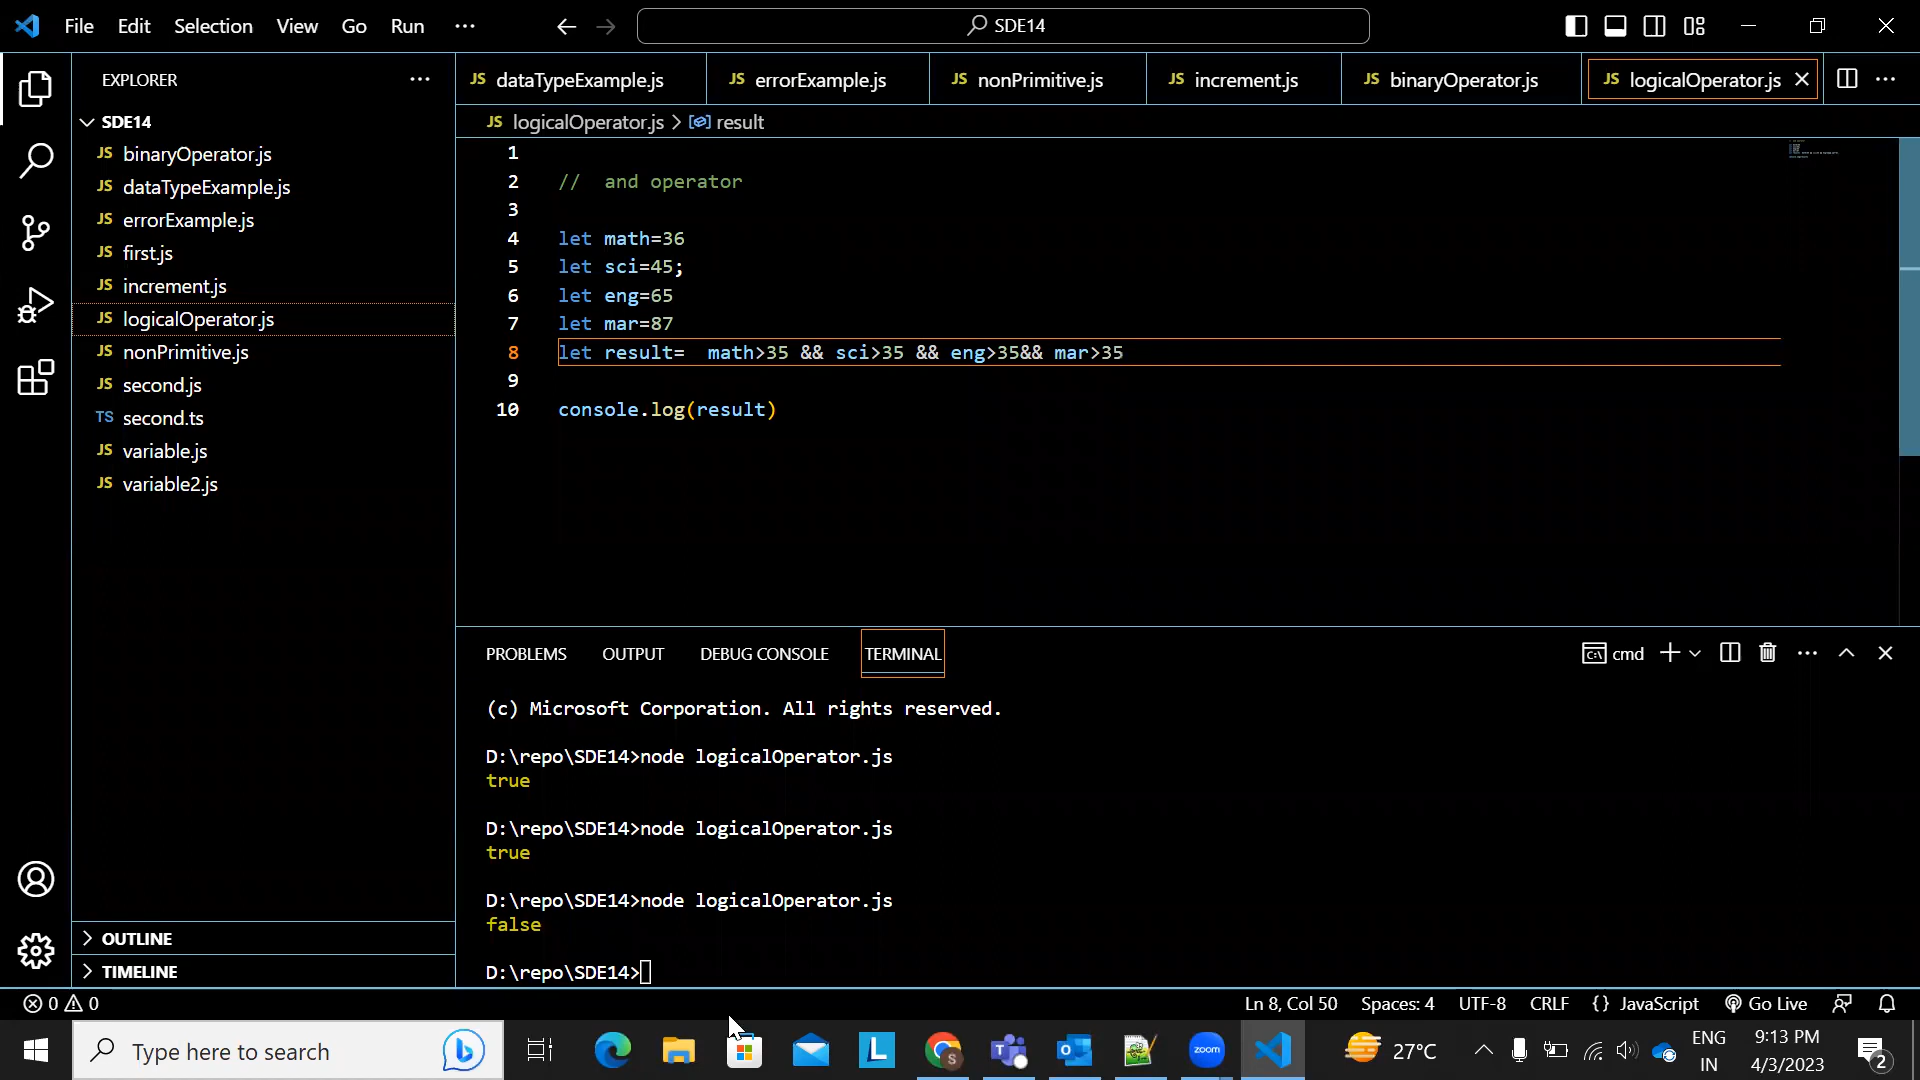 File Edit Selection View Go Run ··· SDE14
EXPLORER ···
SDE14
JS binaryOperator.js
JS dataTypeExample.js
JS errorExample.js
JS first.js
JS increment.js
JS logicalOperator.js
JS nonPrimitive.js
JS second.js
TS second.ts
JS variable.js
JS variable2.js
OUTLINE
TIMELINE
JS dataTypeExample.js JS errorExample.js JS nonPrimitive.js JS increment.js JS binaryOperator.js JS logicalOperator.js
JS logicalOperator.js > result
1
2 //  and operator
3
4 let math=36
5 let sci=45;
6 let eng=65
7 let mar=87
8 let result=  math>35 && sci>35 && eng>35&& mar>35
9
10 console.log(result)
PROBLEMS OUTPUT DEBUG CONSOLE TERMINAL cmd
(c) Microsoft Corporation. All rights reserved.
D:\repo\SDE14>node logicalOperator.js
true
D:\repo\SDE14>node logicalOperator.js
true
D:\repo\SDE14>node logicalOperator.js
false
D:\repo\SDE14>
0 0 Ln 8, Col 50 Spaces: 4 UTF-8 CRLF {} JavaScript Go Live
Type here to search L zoom S 27°C
ENG
IN
9:13 PM
4/3/2023
2